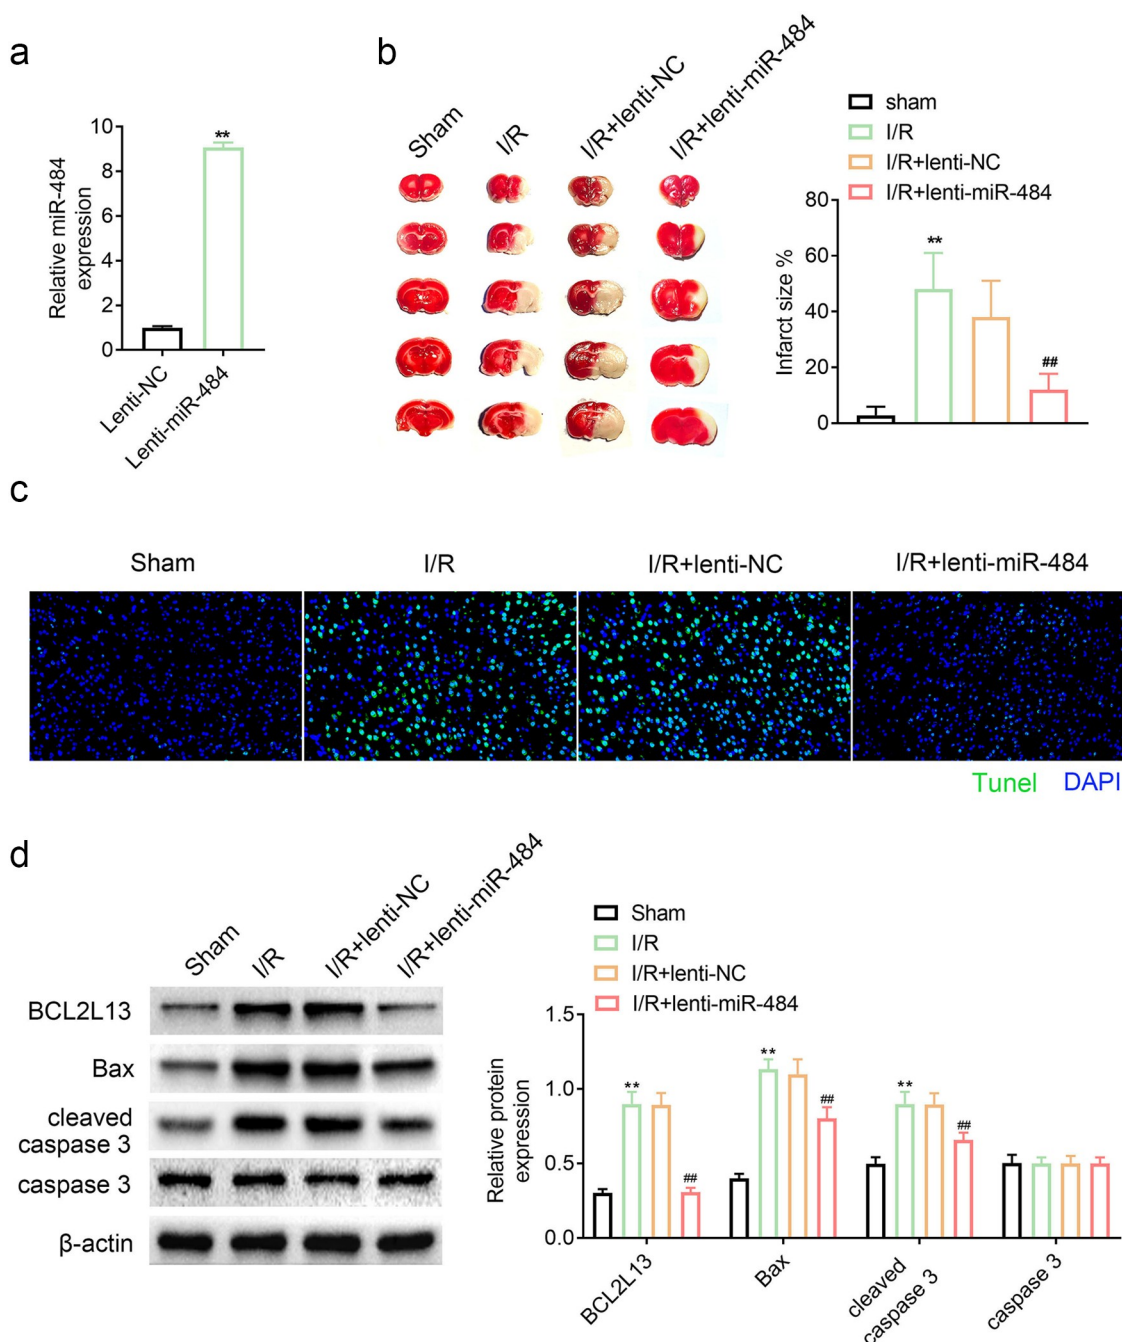 a
Relative miR-484
expression
10
8
6
4
2
0
**
Lenti-NC
Lenti-miR-484
b
Sham
I/R
I/R+lenti-NC
I/R+lenti-miR-484
sham
I/R
I/R+lenti-NC
I/R+lenti-miR-484
Infarct size %
80
60
40
20
0
**
##
c
Sham
I/R
I/R+lenti-NC
I/R+lenti-miR-484
Tunel DAPI
d
Sham
I/R
I/R+lenti-NC
I/R+lenti-miR-484
BCL2L13
Bax
cleaved
caspase 3
caspase 3
β-actin
Sham
I/R
I/R+lenti-NC
I/R+lenti-miR-484
Relative protein
expression
1.5
1.0
0.5
0.0
**
##
**
##
**
##
BCL2L13
Bax
cleaved
caspase 3
caspase 3